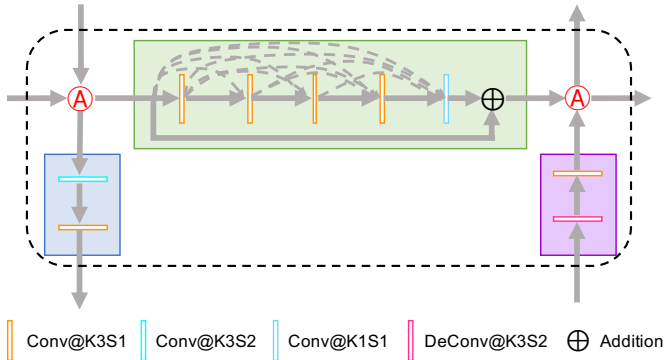 A
A
Conv@K3S1
Conv@K3S2
Conv@K1S1
DeConv@K3S2
Addition